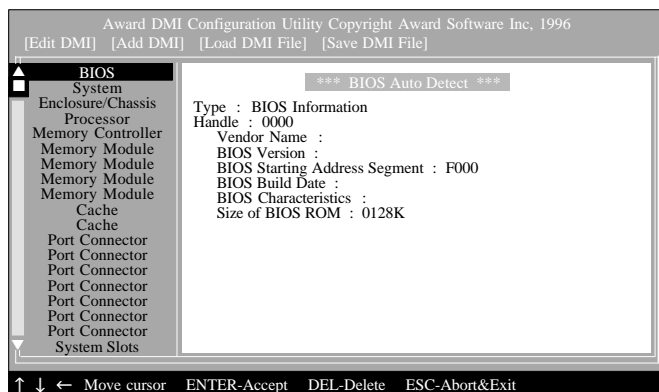 Award DMI Configuration Utility Copyright Award Software Inc, 1996
[Edit DMI] [Add DMI] [Load DMI File] [Save DMI File]
BIOS
System
Enclosure/Chassis
Processor
Memory Controller
Memory Module
Memory Module
Memory Module
Memory Module
Cache
Cache
Port Connector
Port Connector
Port Connector
Port Connector
Port Connector
Port Connector
Port Connector
System Slots
*** BIOS Auto Detect ***
Type : BIOS Information
Handle : 0000
Vendor Name :
BIOS Version :
BIOS Starting Address Segment : F000
BIOS Build Date :
BIOS Characteristics :
Size of BIOS ROM : 0128K
↑ ↓ ← Move cursor ENTER-Accept DEL-Delete ESC-Abort&Exit